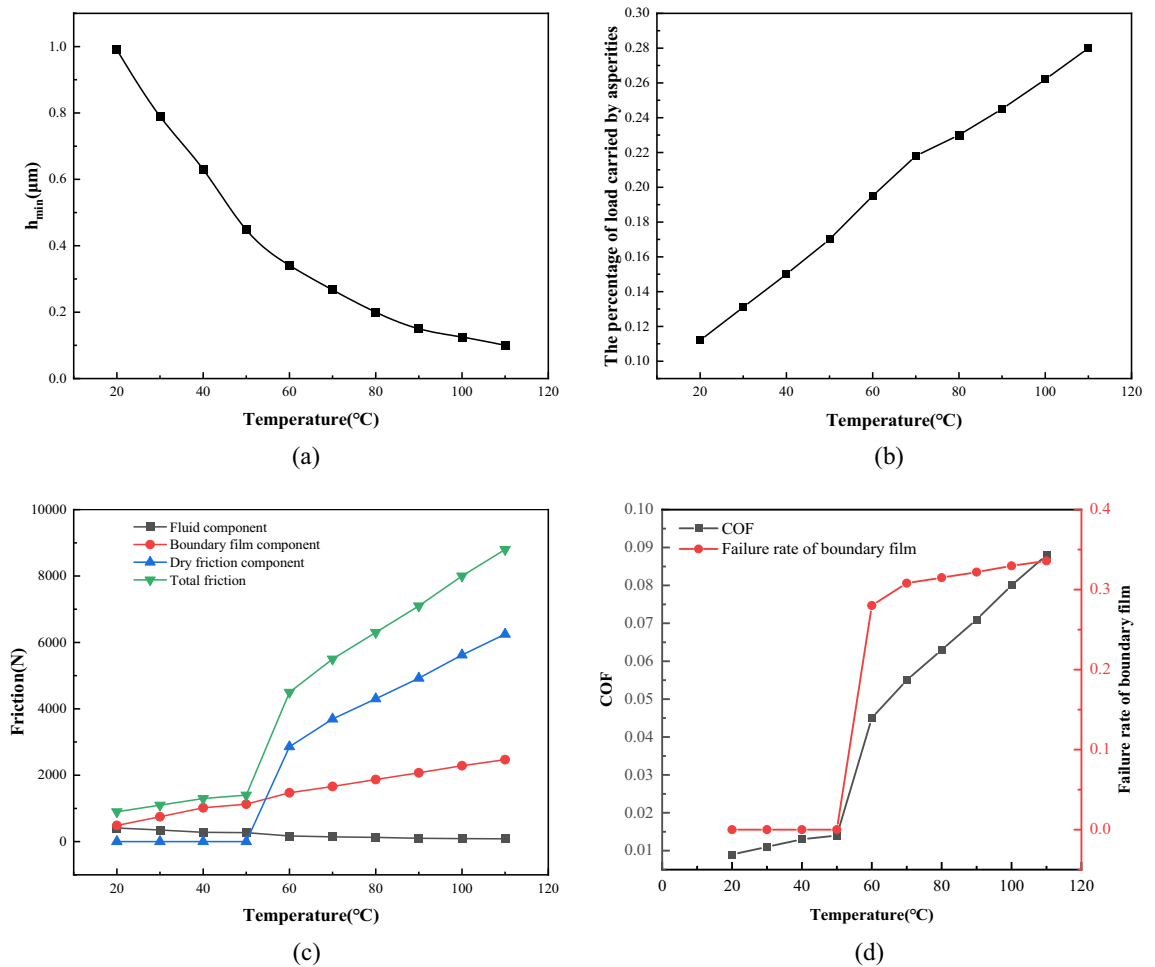 1.0
0.8
0.6
0.4
0.2
0.0
h_min(μm)
20 40 60 80 100 120
Temperature(°C)
(a)
0.30
0.28
0.26
0.24
0.22
0.20
0.18
0.16
0.14
0.12
0.10
The percentage of load carried by asperities
20 40 60 80 100 120
Temperature(°C)
(b)
10000
8000
6000
4000
2000
0
Friction(N)
Fluid component
Boundary film component
Dry friction component
Total friction
20 40 60 80 100 120
Temperature(°C)
(c)
0.10
0.09
0.08
0.07
0.06
0.05
0.04
0.03
0.02
0.01
COF
COF
Failure rate of boundary film
0.4
0.3
0.2
0.1
0.0
Failure rate of boundary film
0 20 40 60 80 100 120
Temperature(°C)
(d)